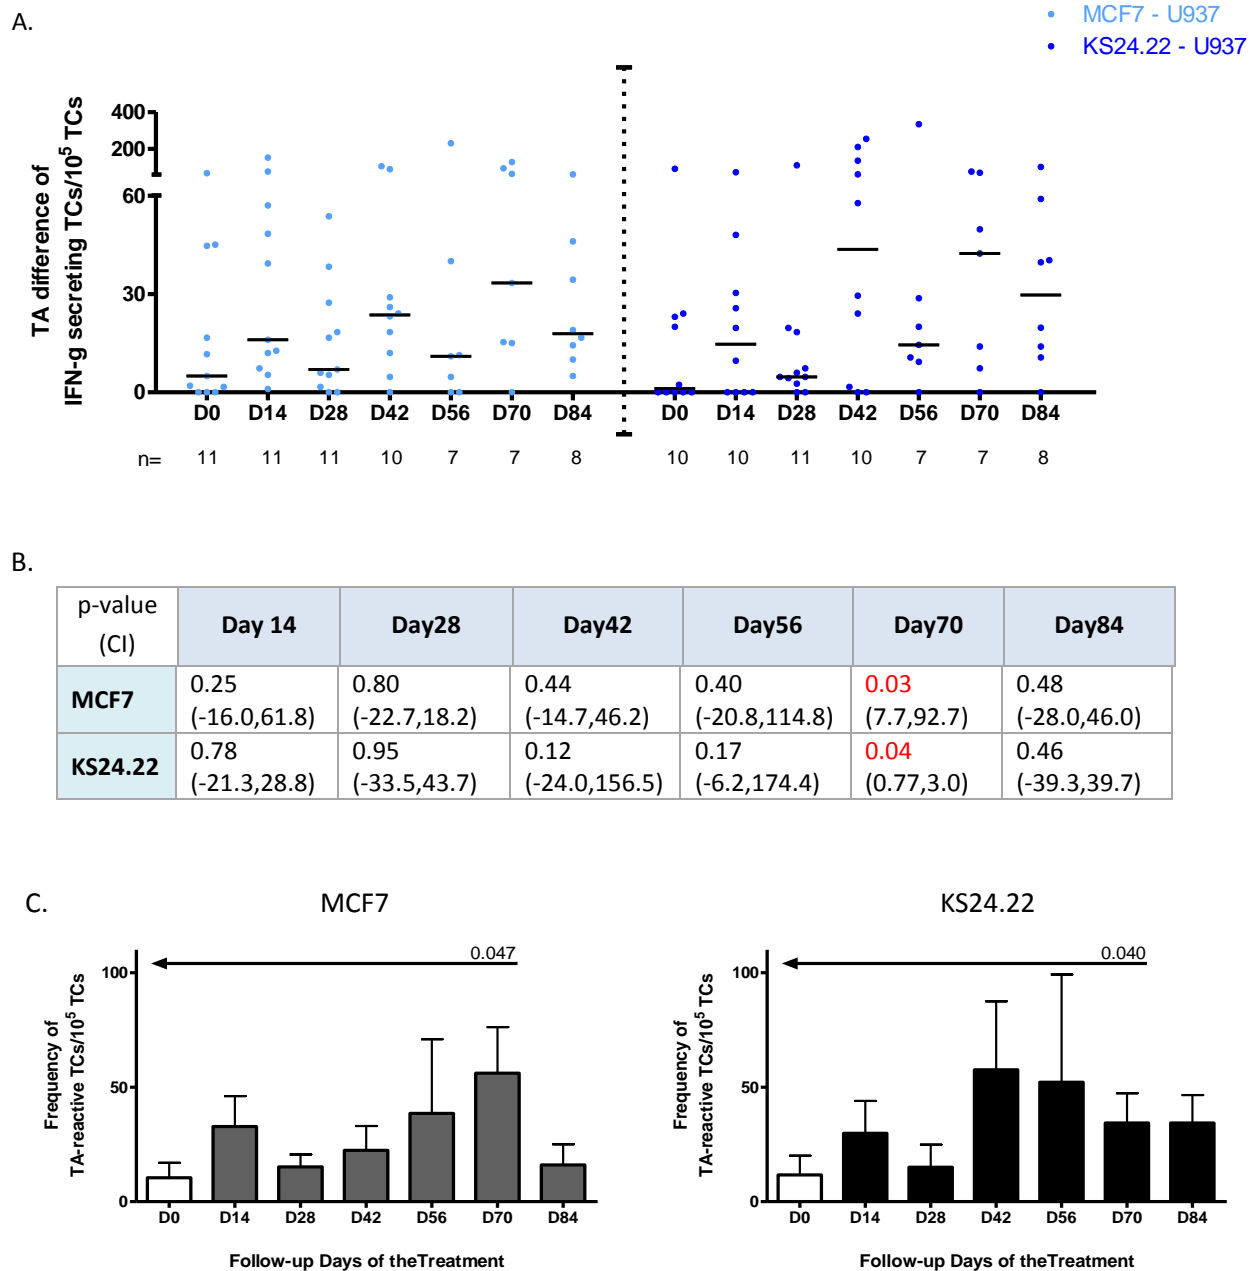 A.
MCF7 - U937
KS24.22 - U937
TA difference of
IFN-g secreting TCs/10⁵ TCs
400
200
60
30
0
D0 D14 D28 D42 D56 D70 D84 D0 D14 D28 D42 D56 D70 D84
n= 11 11 11 10 7 7 8 10 10 11 10 7 7 8
B.
p-value
(CI)
Day 14 Day28 Day42 Day56 Day70 Day84
MCF7
0.25 0.80 0.44 0.40 0.03 0.48
(-16.0,61.8) (-22.7,18.2) (-14.7,46.2) (-20.8,114.8) (7.7,92.7) (-28.0,46.0)
KS24.22
0.78 0.95 0.12 0.17 0.04 0.46
(-21.3,28.8) (-33.5,43.7) (-24.0,156.5) (-6.2,174.4) (0.77,3.0) (-39.3,39.7)
C.
MCF7
0.047
Frequency of
TA-reactive TCs/10⁵ TCs
100
50
0
D0 D14 D28 D42 D56 D70 D84
Follow-up Days of theTreatment
KS24.22
0.040
Frequency of
TA-reactive TCs/10⁵ TCs
100
50
0
D0 D14 D28 D42 D56 D70 D84
Follow-up Days of theTreatment